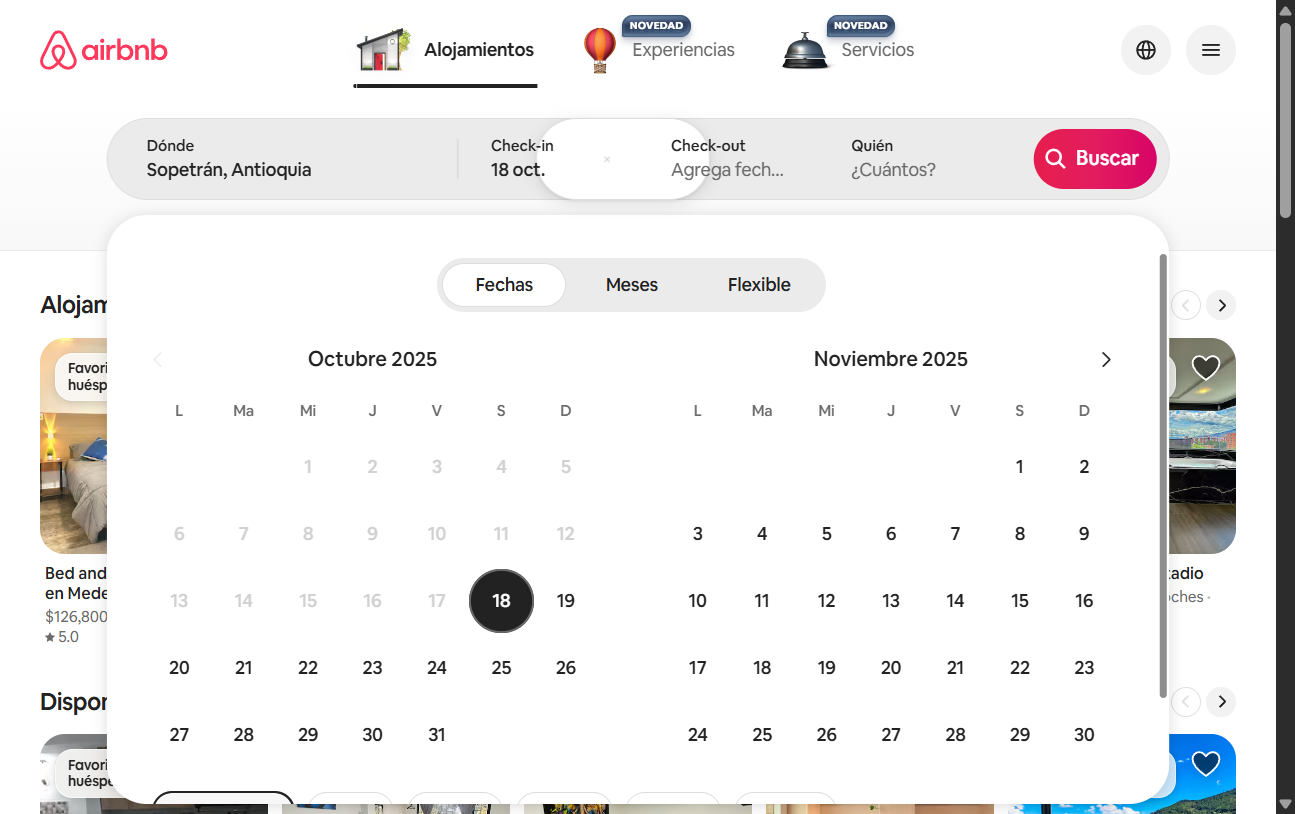 airbnb
Alojamientos
NOVEDAD
Experiencias
NOVEDAD
Servicios
Dónde
Sopetrán, Antioquia
Check-in
18 oct.
Check-out
Agrega fech...
Quién
¿Cuántos?
Buscar
Fechas
Meses
Flexible
Octubre 2025
L Ma Mi J V S D
1 2 3 4 5
6 7 8 9 10 11 12
13 14 15 16 17 18 19
20 21 22 23 24 25 26
27 28 29 30 31
Noviembre 2025
L Ma Mi J V S D
1 2
3 4 5 6 7 8 9
10 11 12 13 14 15 16
17 18 19 20 21 22 23
24 25 26 27 28 29 30
Alojam
Favori
huésp
Bed and
en Mede
$126,800
5.0
tadio
oches ·
Dispon
Favori
huéspe